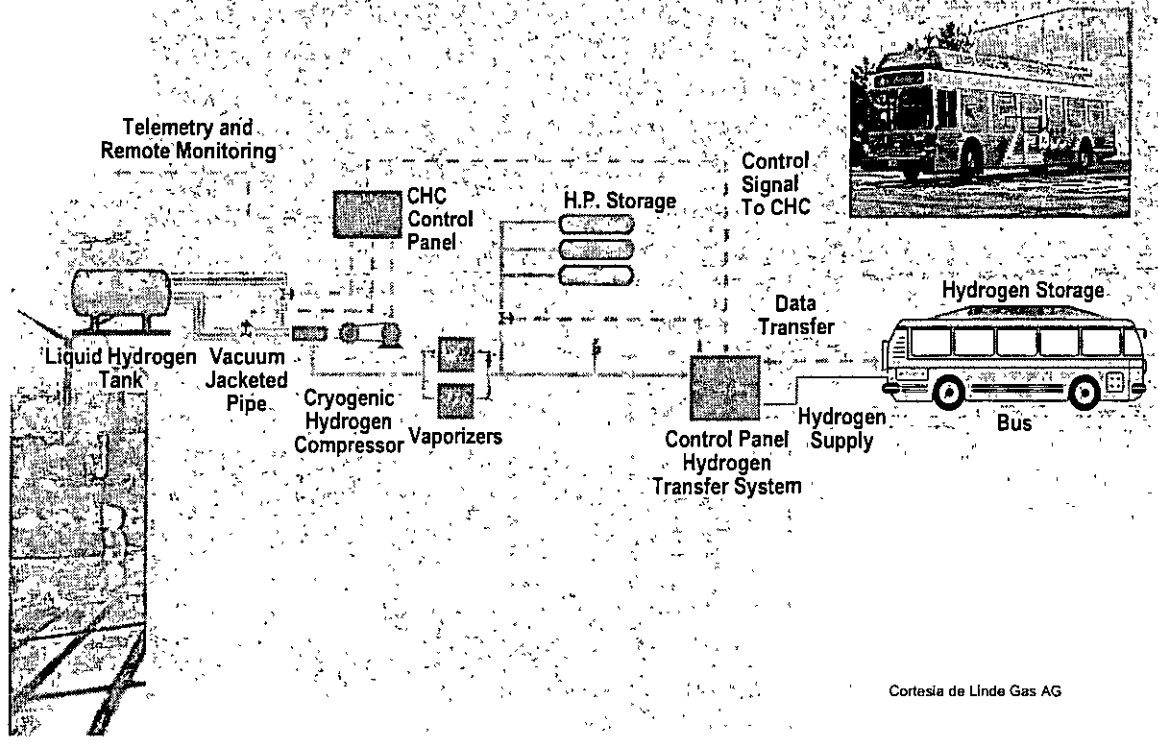 Telemetry and
Remote Monitoring
CHC
Control
Panel
H.P. Storage
Control
Signal
To CHC
Liquid Hydrogen
Tank
Vacuum
Jacketed
Pipe
Cryogenic
Hydrogen
Compressor
Vaporizers
Data
Transfer
Hydrogen Storage
Control Panel
Hydrogen
Transfer System
Hydrogen
Supply
Bus
Cortesia de Linde Gas AG